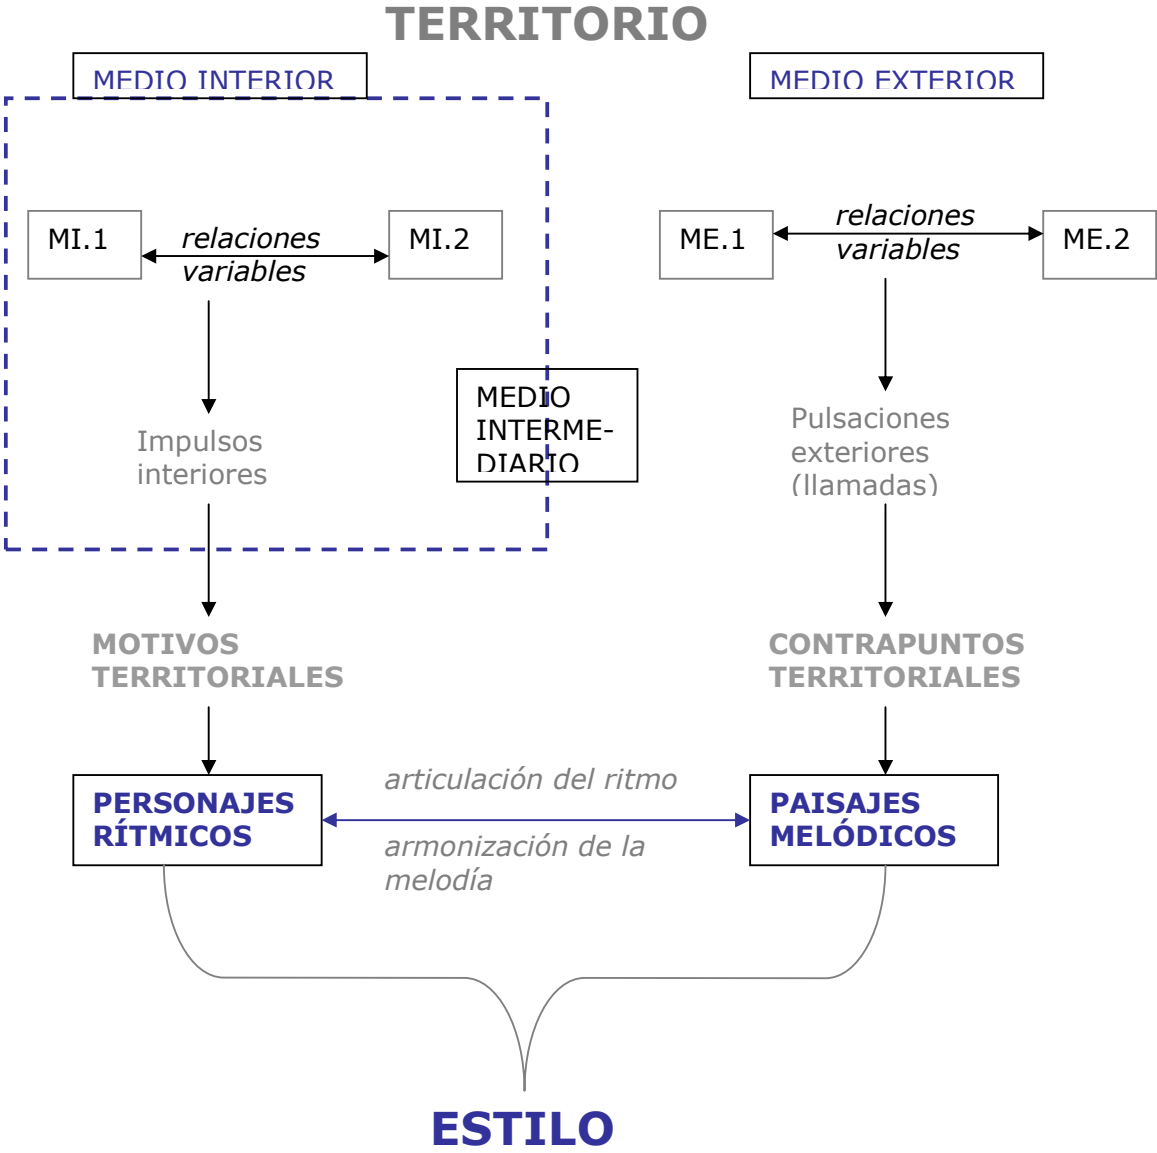 TERRITORIO
MEDIO INTERIOR
MEDIO EXTERIOR
MI.1
relaciones
variables
MI.2
ME.1
relaciones
variables
ME.2
MEDIO
INTERME-
DIARIO
Impulsos
interiores
Pulsaciones
exteriores
(llamadas)
MOTIVOS
TERRITORIALES
CONTRAPUNTOS
TERRITORIALES
PERSONAJES
RÍTMICOS
articulación del ritmo
armonización de la
melodía
PAISAJES
MELÓDICOS
ESTILO